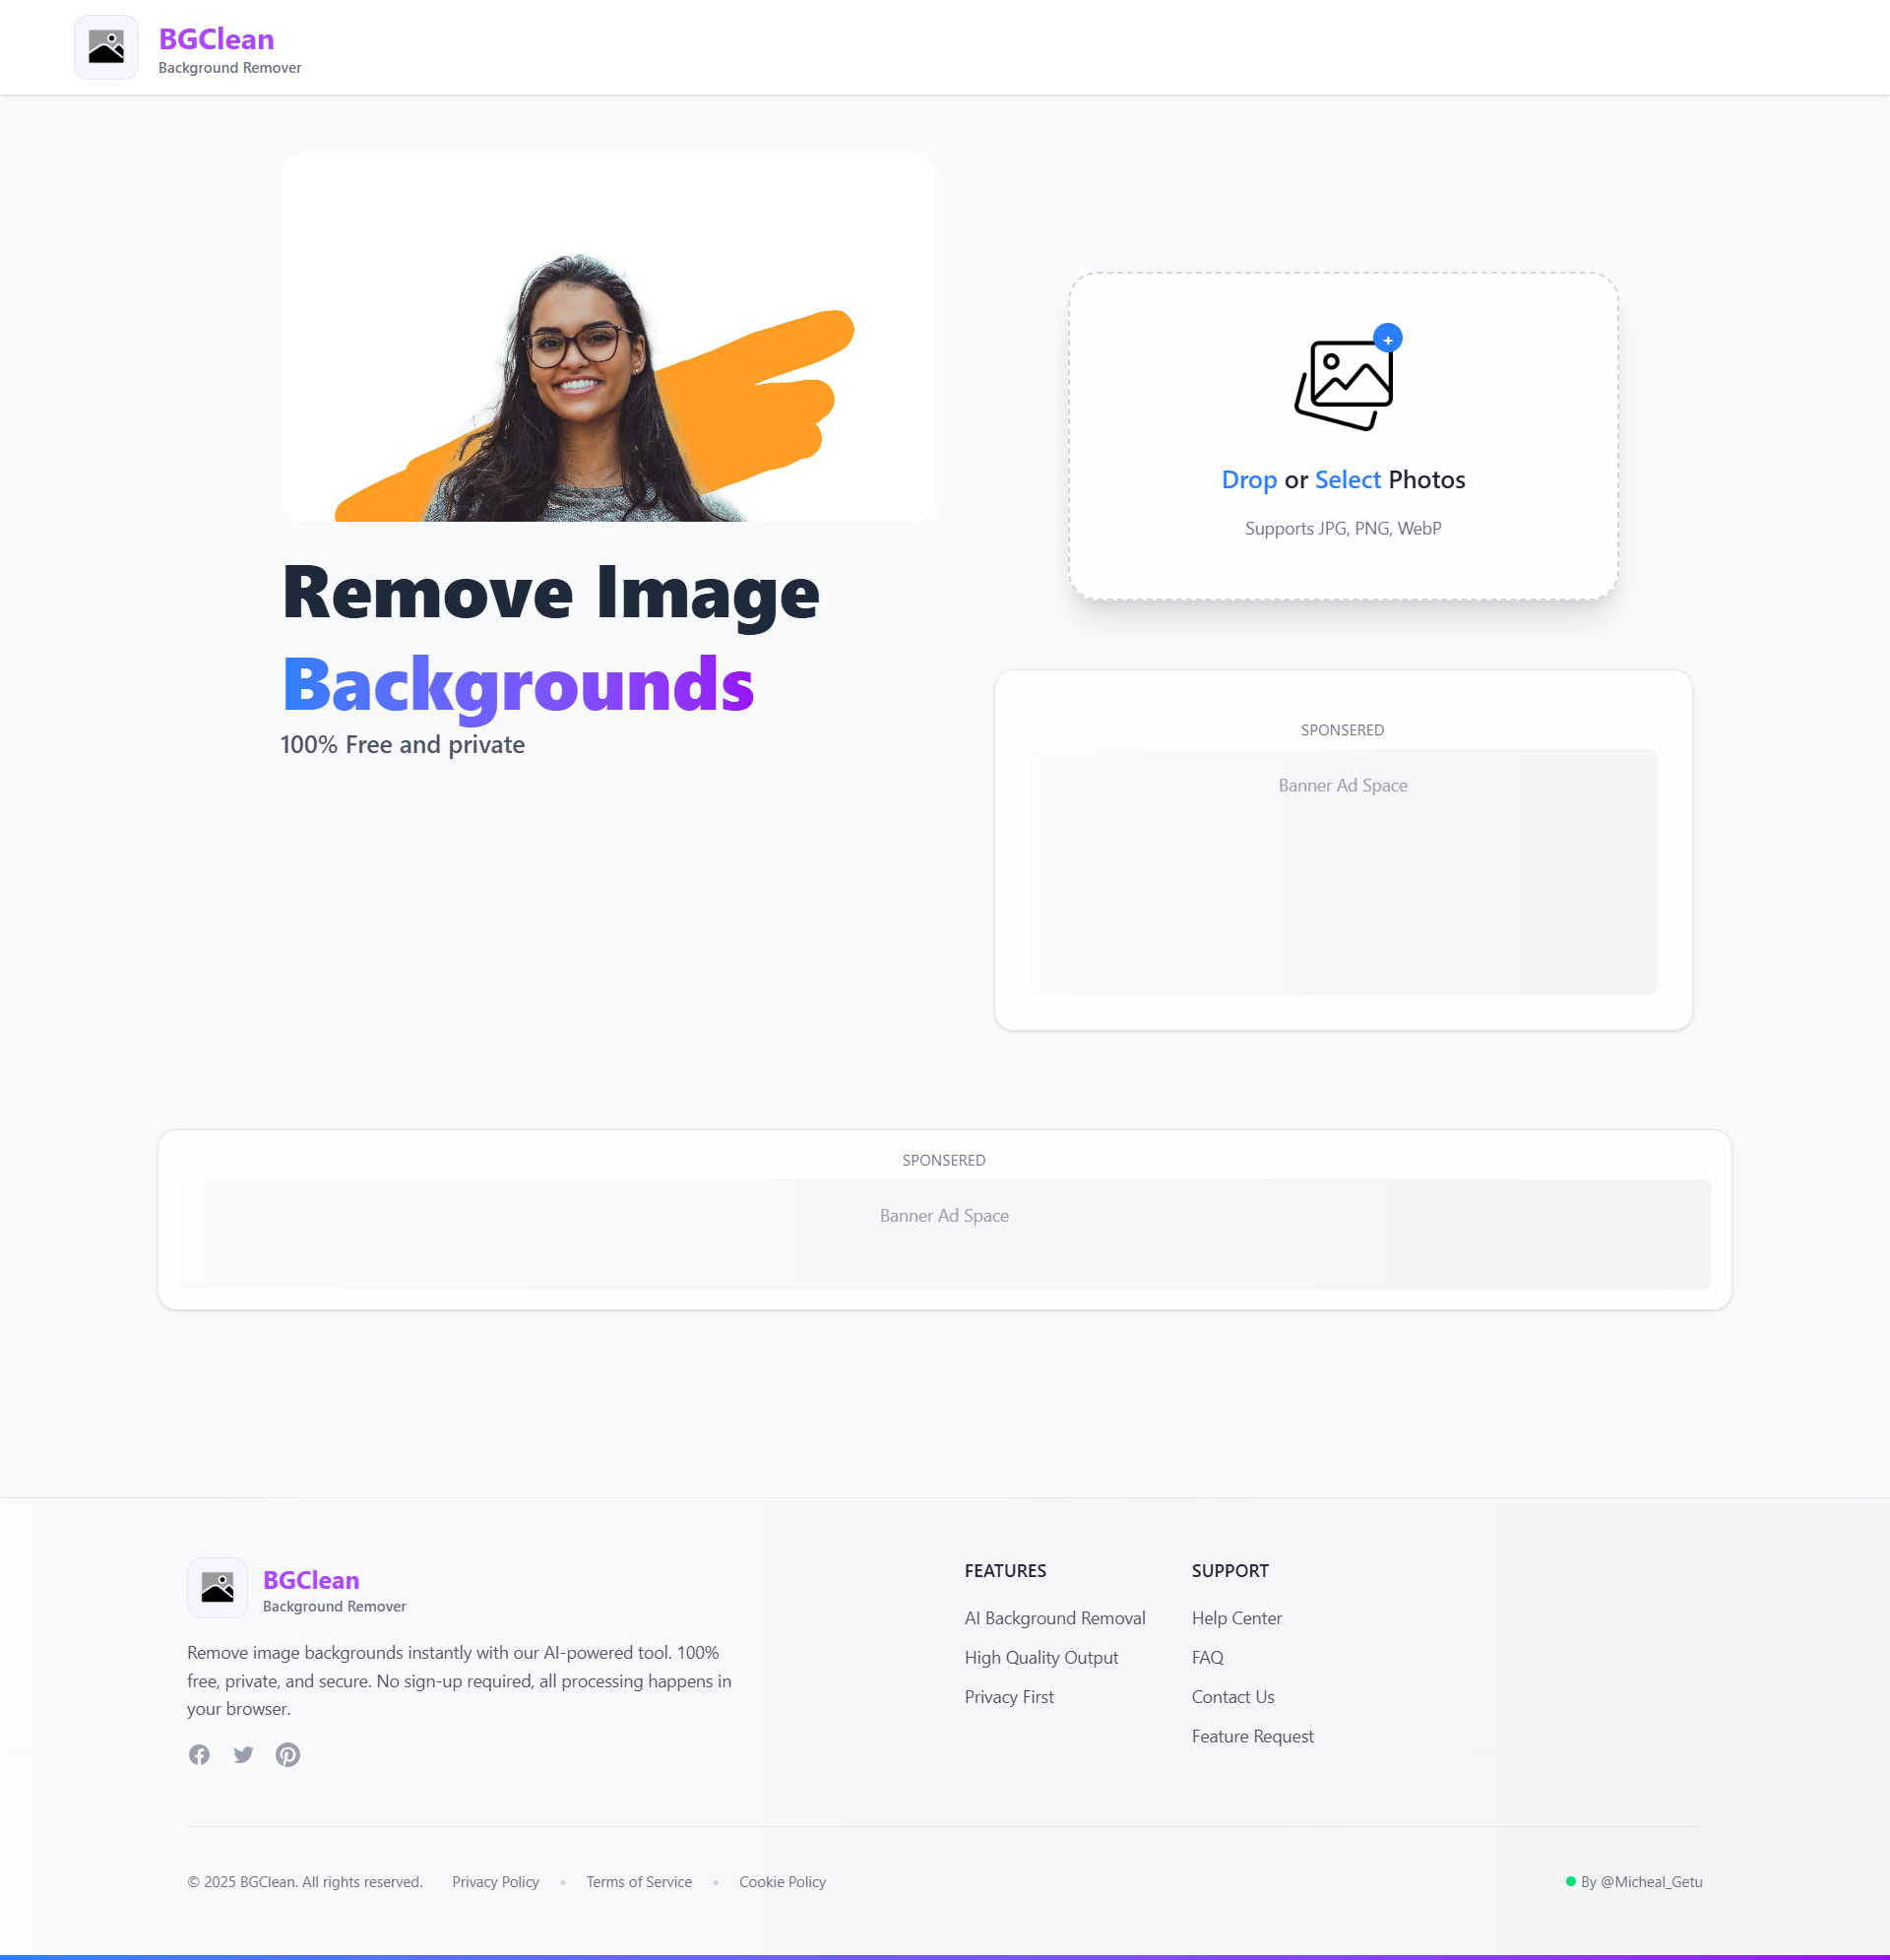 BGClean
Background Remover
Remove Image
Backgrounds
100% Free and private
+
Drop or Select Photos
Supports JPG, PNG, WebP
SPONSERED
Banner Ad Space
SPONSERED
Banner Ad Space
BGClean
Background Remover
Remove image backgrounds instantly with our AI-powered tool. 100%
free, private, and secure. No sign-up required, all processing happens in
your browser.
FEATURES
AI Background Removal
High Quality Output
Privacy First
SUPPORT
Help Center
FAQ
Contact Us
Feature Request
© 2025 BGClean. All rights reserved. Privacy Policy • Terms of Service • Cookie Policy
By @Micheal_Getu